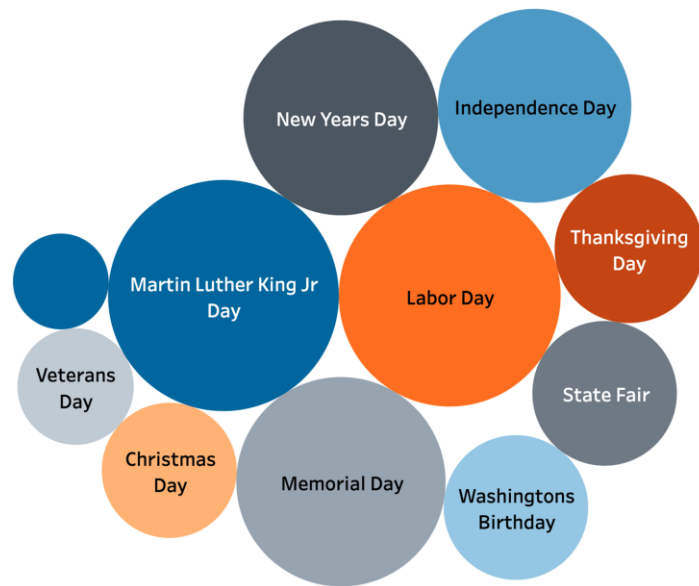 New Years Day
Independence Day
Thanksgiving
Day
Martin Luther King Jr
Day
Labor Day
Veterans
Day
State Fair
Christmas
Day
Memorial Day
Washingtons
Birthday